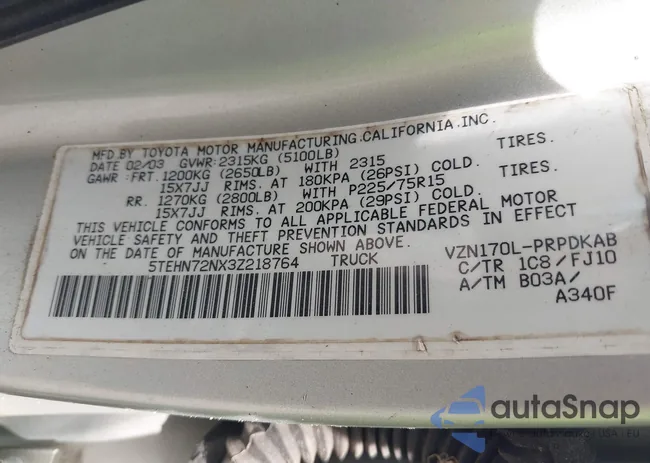 MFD.BY TOYOTA MOTOR MANUFACTURING.CALIFORNIA.INC.
DATE 02/03 GVWR:2315KG (5100LB)
GAWR:FRT.1200KG (2650LB) WITH 2315 TIRES.
15X7JJ RIMS. AT 180KPA (26PSI) COLD.
RR. 1270KG (2800LB) WITH P225/75R15 TIRES.
15X7JJ RIMS. AT 200KPA (29PSI) COLD.
THIS VEHICLE CONFORMS TO ALL APPLICABLE FEDERAL MOTOR
VEHICLE SAFETY AND THEFT PREVENTION STANDARDS IN EFFECT
ON THE DATE OF MANUFACTURE SHOWN ABOVE.
5TEHN72NX3Z218764 TRUCK
VZN170L-PRPDKAB
C/TR 1C8/FJ10
A/TM B03A/
A340F
autoSnap